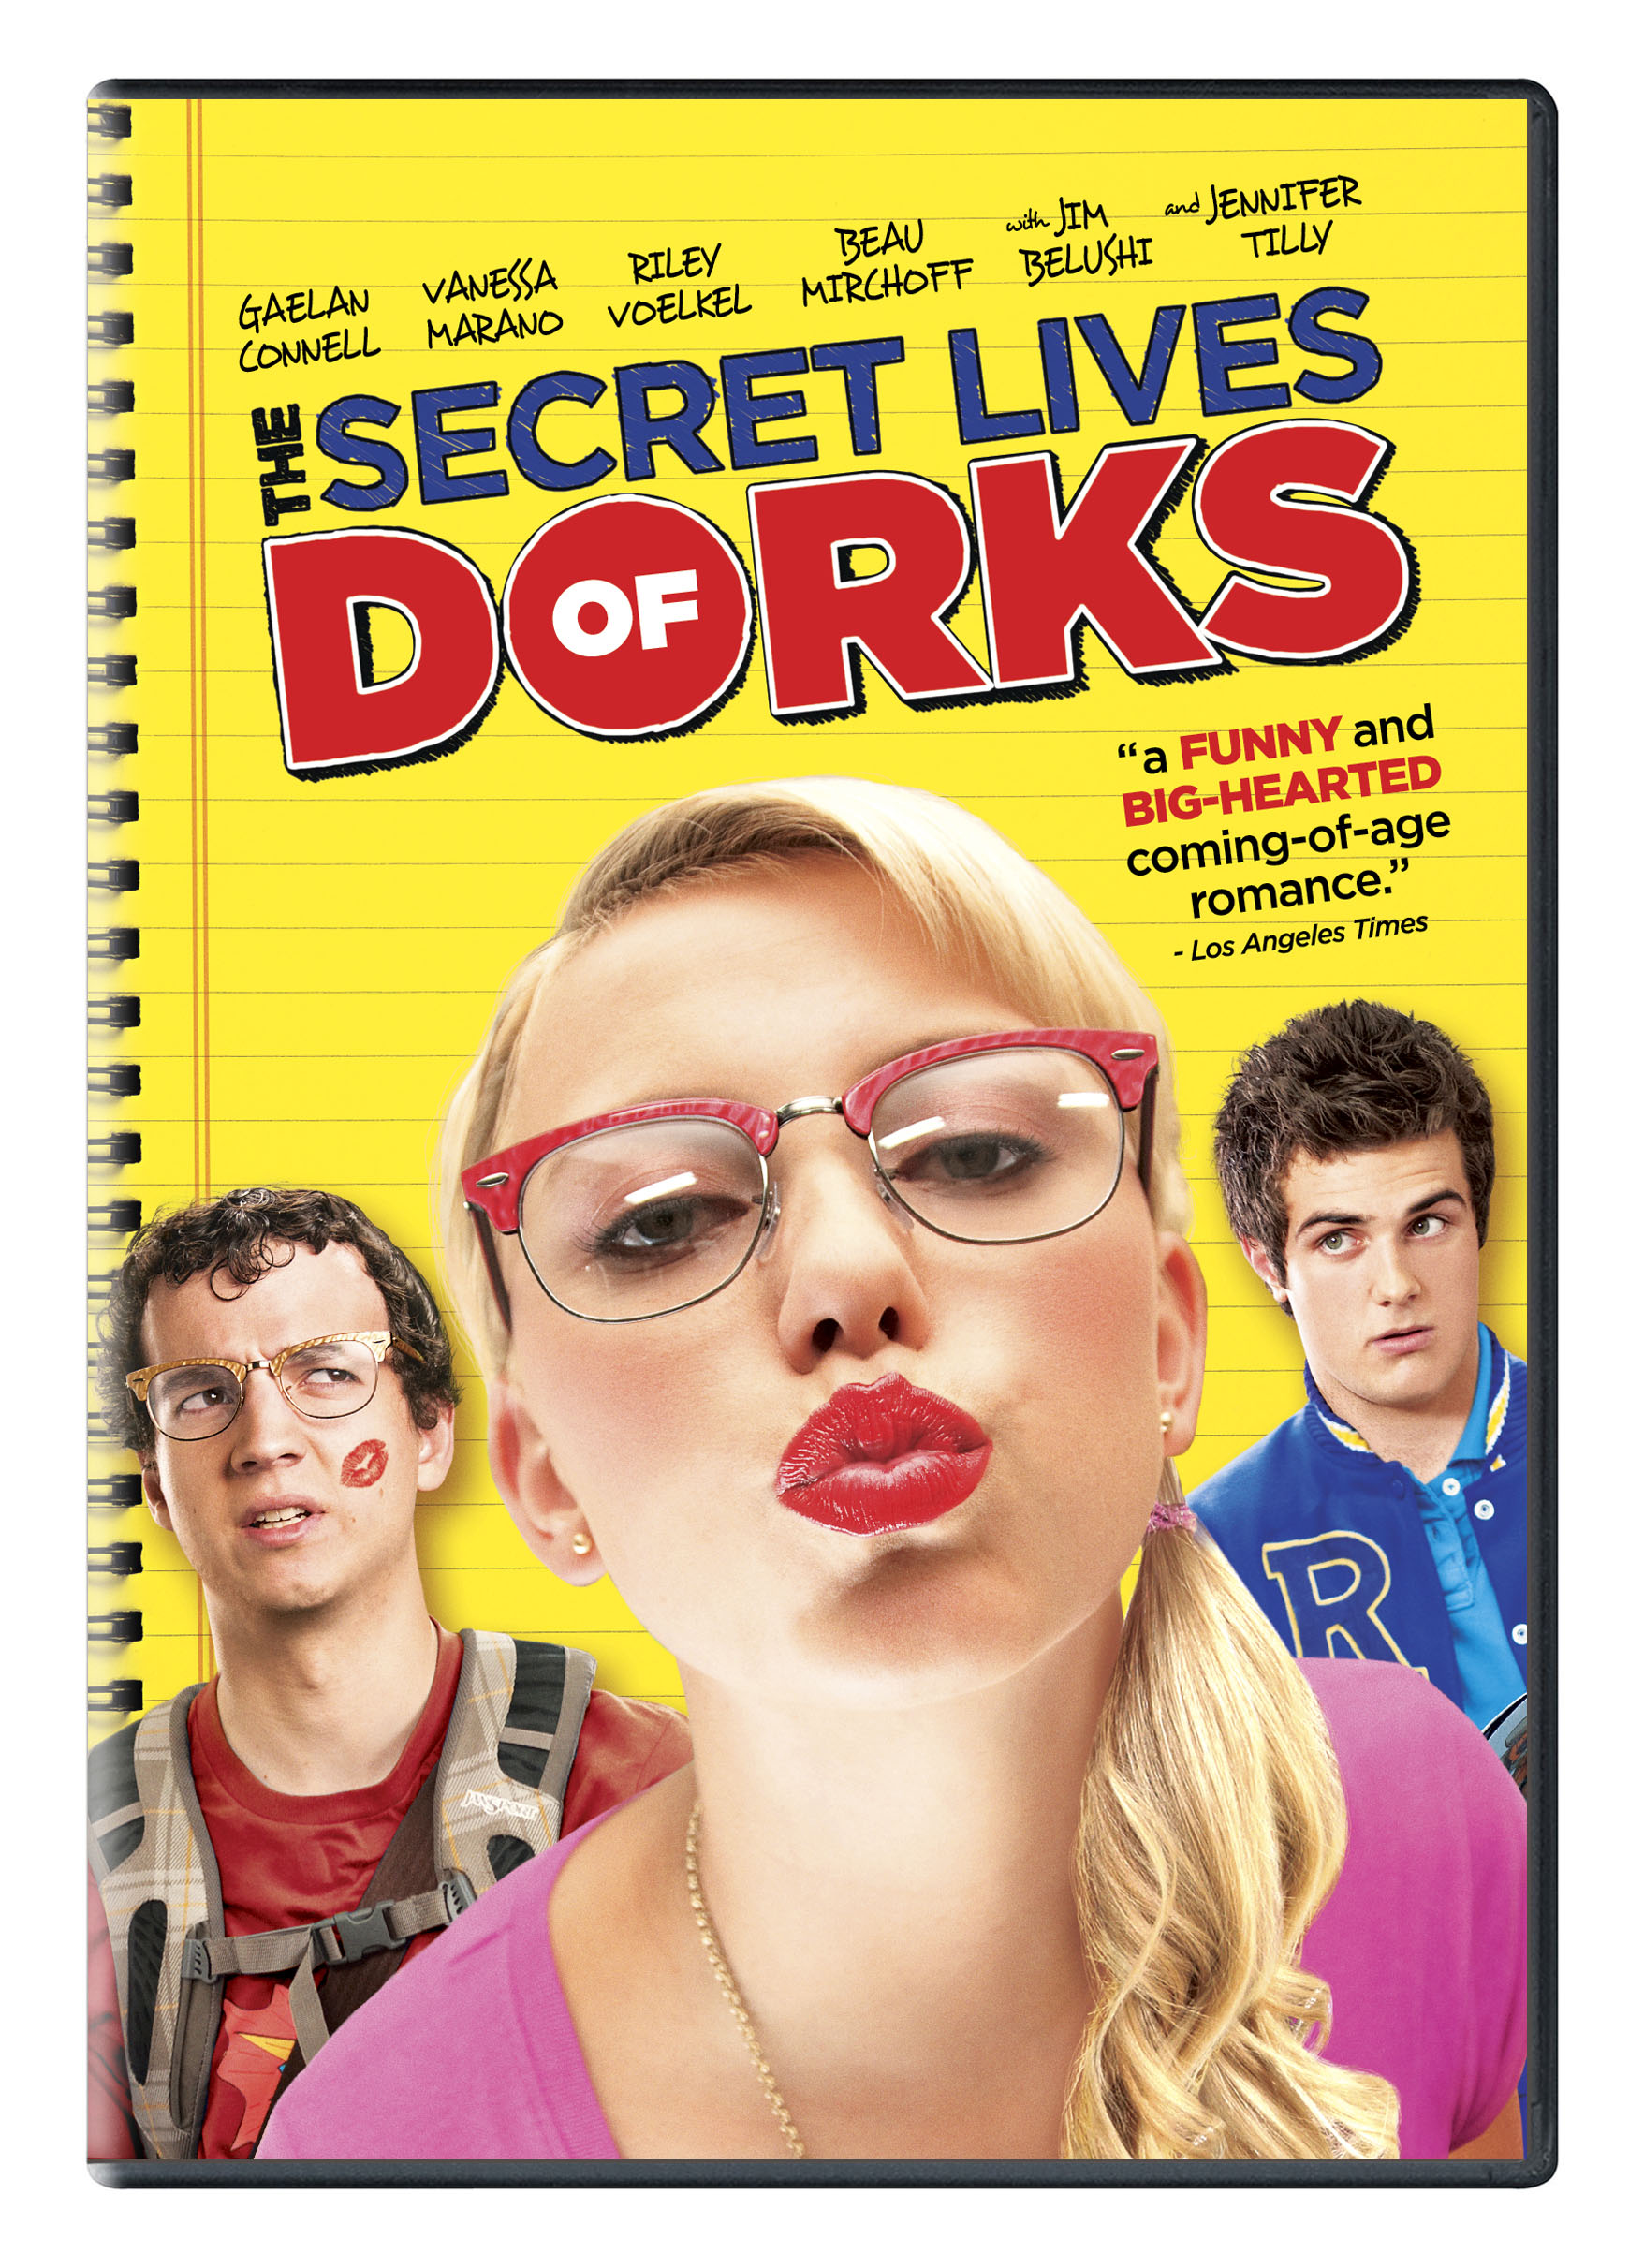 GAELAN
CONNELL
VANESSA
MARANO
RILEY
VOELKEL
BEAU
MIRCHOFF
with JIM
BELUSHI
and JENNIFER
TILLY
THE SECRET LIVES
OF
DORKS
“a FUNNY and
BIG-HEARTED
coming-of-age
romance.”
- Los Angeles Times
R
JANSPORT